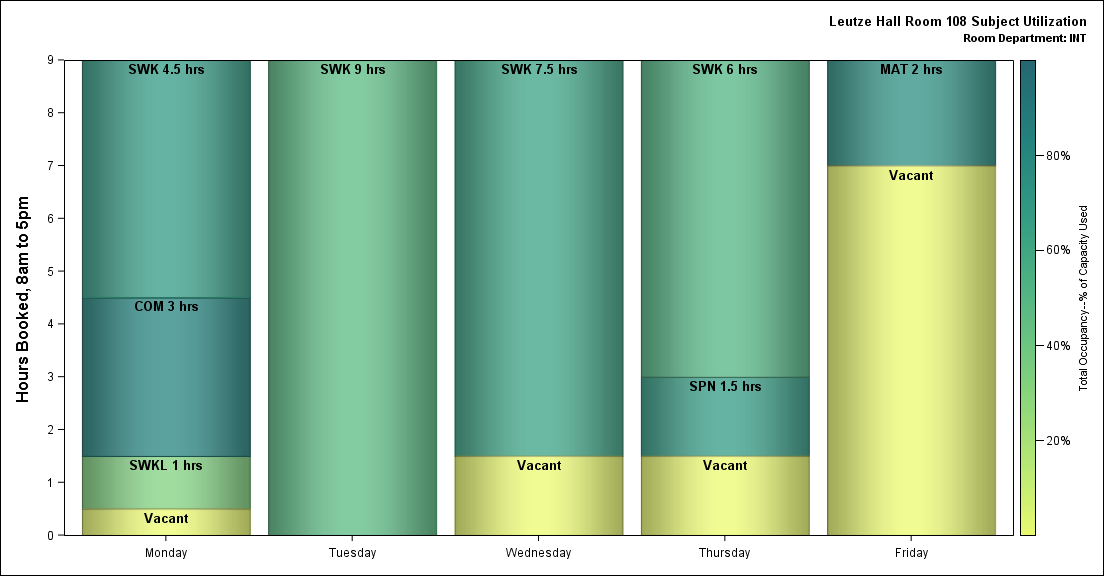 Leutze Hall Room 108 Subject Utilization
Room Department: INT
Hours Booked, 8am to 5pm
9
8
7
6
5
4
3
2
1
0
SWK 4.5 hrs
COM 3 hrs
SWKL 1 hrs
Vacant
SWK 9 hrs
SWK 7.5 hrs
Vacant
SWK 6 hrs
SPN 1.5 hrs
Vacant
MAT 2 hrs
Vacant
Monday
Tuesday
Wednesday
Thursday
Friday
80%
60%
40%
20%
Total Occupancy--% of Capacity Used